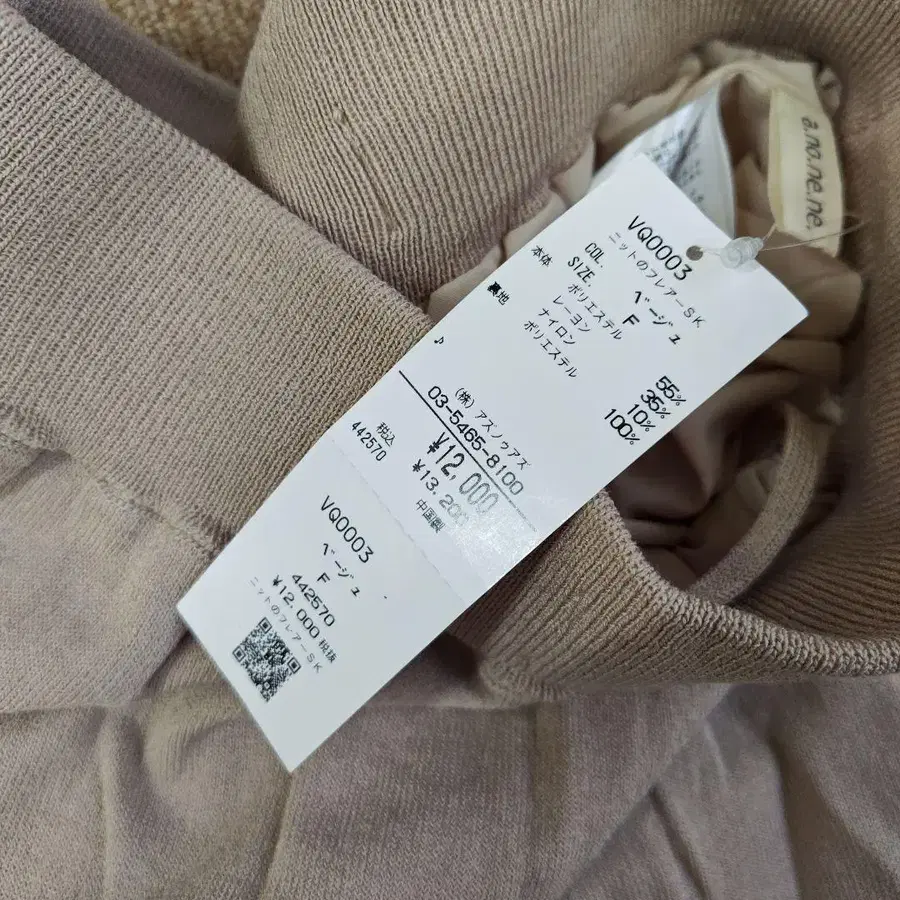 a.no.ne.ne.
VQ0003
ニットのフレアーSK
COL. ベージュ
SIZE. F
本体 ポリエステル 55%
レーヨン 35%
ナイロン 10%
裏地 ポリエステル 100%
♪
(株) アズノゥアズ
03-5465-8100
¥12,000
税込 ¥13,200
442570 中国製
VQ0003
ベージュ
F
442570
¥12,000 税抜
ニットのフレアーSK